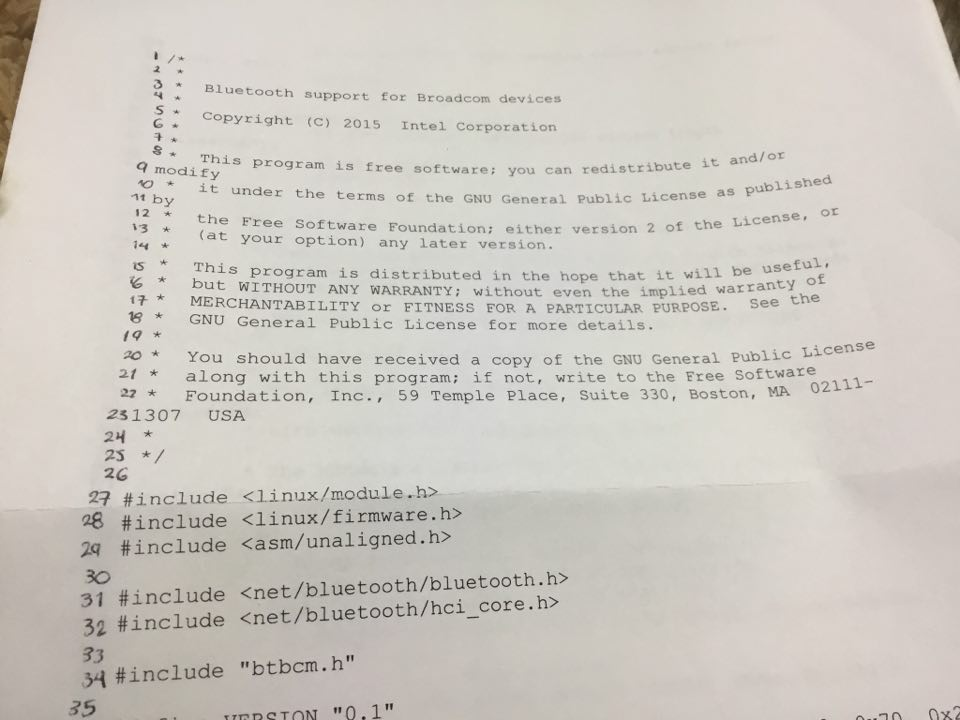 1 /*
2 *
3 * Bluetooth support for Broadcom devices
4 *
5 * Copyright (C) 2015 Intel Corporation
6 *
7 *
8 * This program is free software; you can redistribute it and/or
9 modify
10 * it under the terms of the GNU General Public License as published
11 by
12 * the Free Software Foundation; either version 2 of the License, or
13 * (at your option) any later version.
14 *
15 * This program is distributed in the hope that it will be useful,
16 * but WITHOUT ANY WARRANTY; without even the implied warranty of
17 * MERCHANTABILITY or FITNESS FOR A PARTICULAR PURPOSE. See the
18 * GNU General Public License for more details.
19 *
20 * You should have received a copy of the GNU General Public License
21 * along with this program; if not, write to the Free Software
22 * Foundation, Inc., 59 Temple Place, Suite 330, Boston, MA 02111-
23 1307 USA
24 *
25 */
26
27 #include <linux/module.h>
28 #include <linux/firmware.h>
29 #include <asm/unaligned.h>
30
31 #include <net/bluetooth/bluetooth.h>
32 #include <net/bluetooth/hci_core.h>
33
34 #include "btbcm.h"
35
VERSION "0.1"